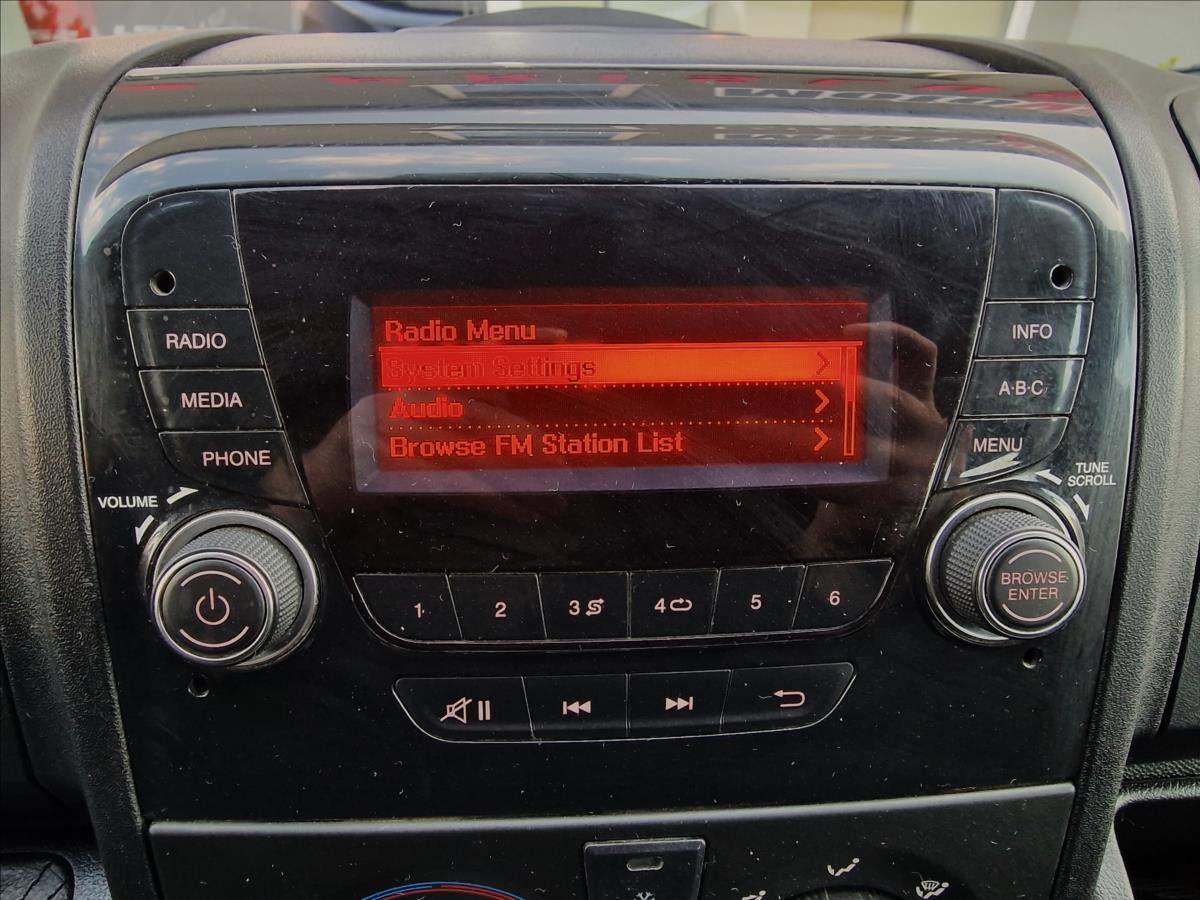 RADIO
MEDIA
PHONE
VOLUME
Radio Menu
System Settings
Audio
Browse FM Station List
INFO
A·B·C
MENU
TUNE
SCROLL
BROWSE
ENTER
1 2 3 4 5 6